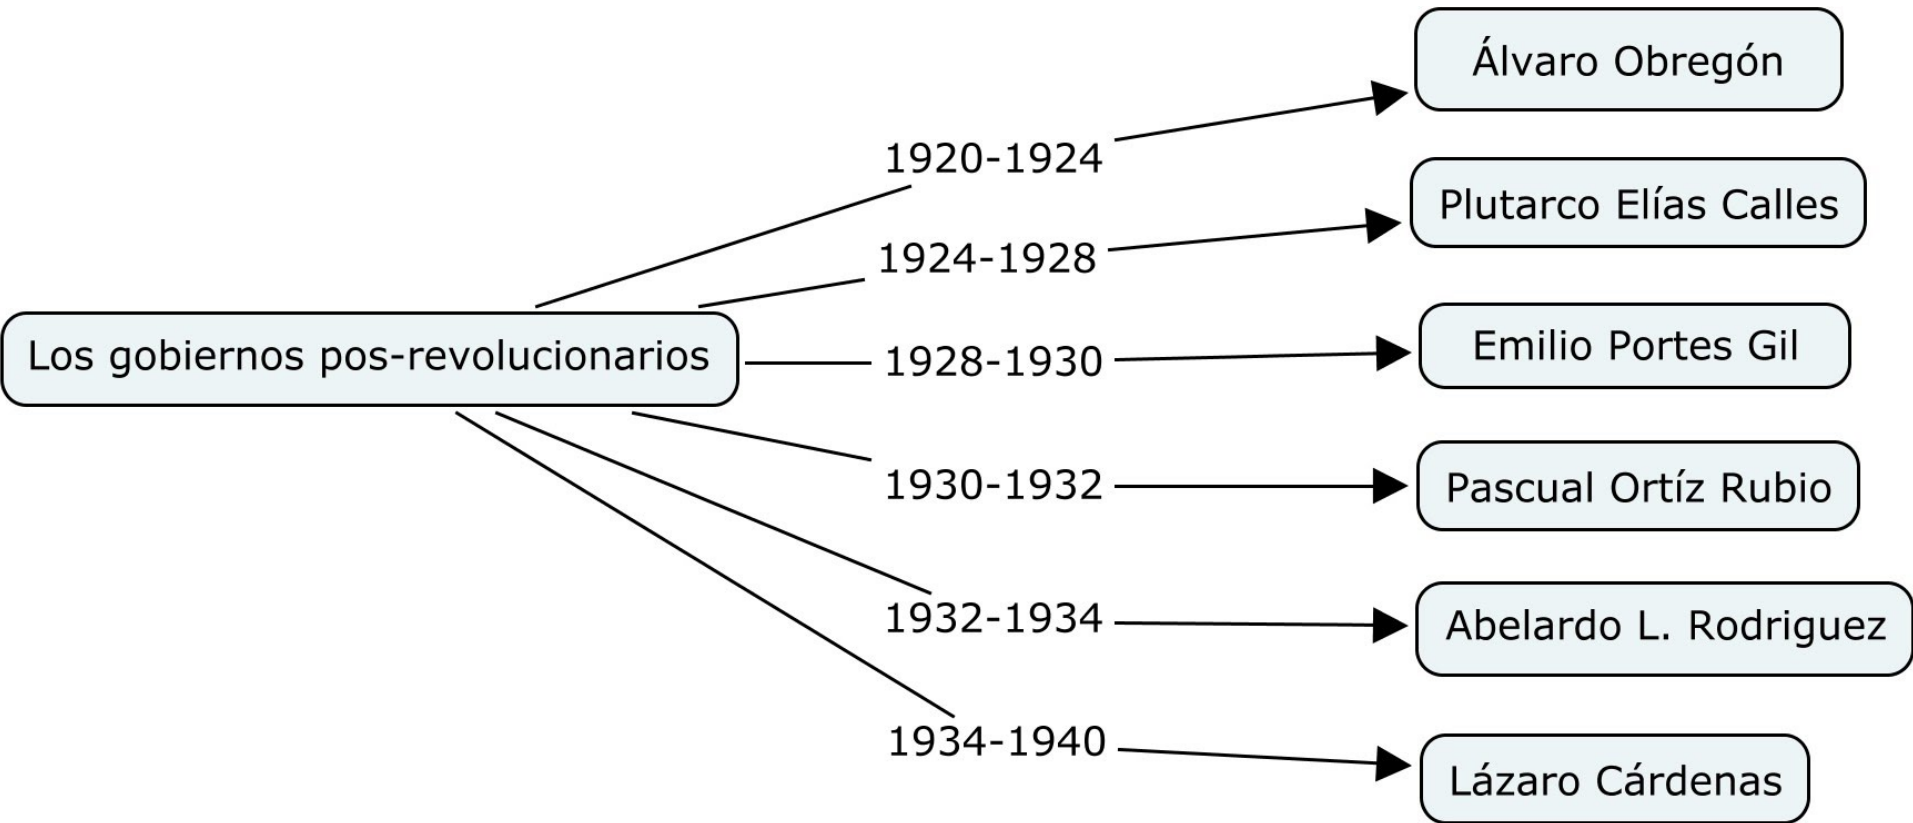 Los gobiernos pos-revolucionarios
1920-1924
Álvaro Obregón
1924-1928
Plutarco Elías Calles
1928-1930
Emilio Portes Gil
1930-1932
Pascual Ortíz Rubio
1932-1934
Abelardo L. Rodriguez
1934-1940
Lázaro Cárdenas